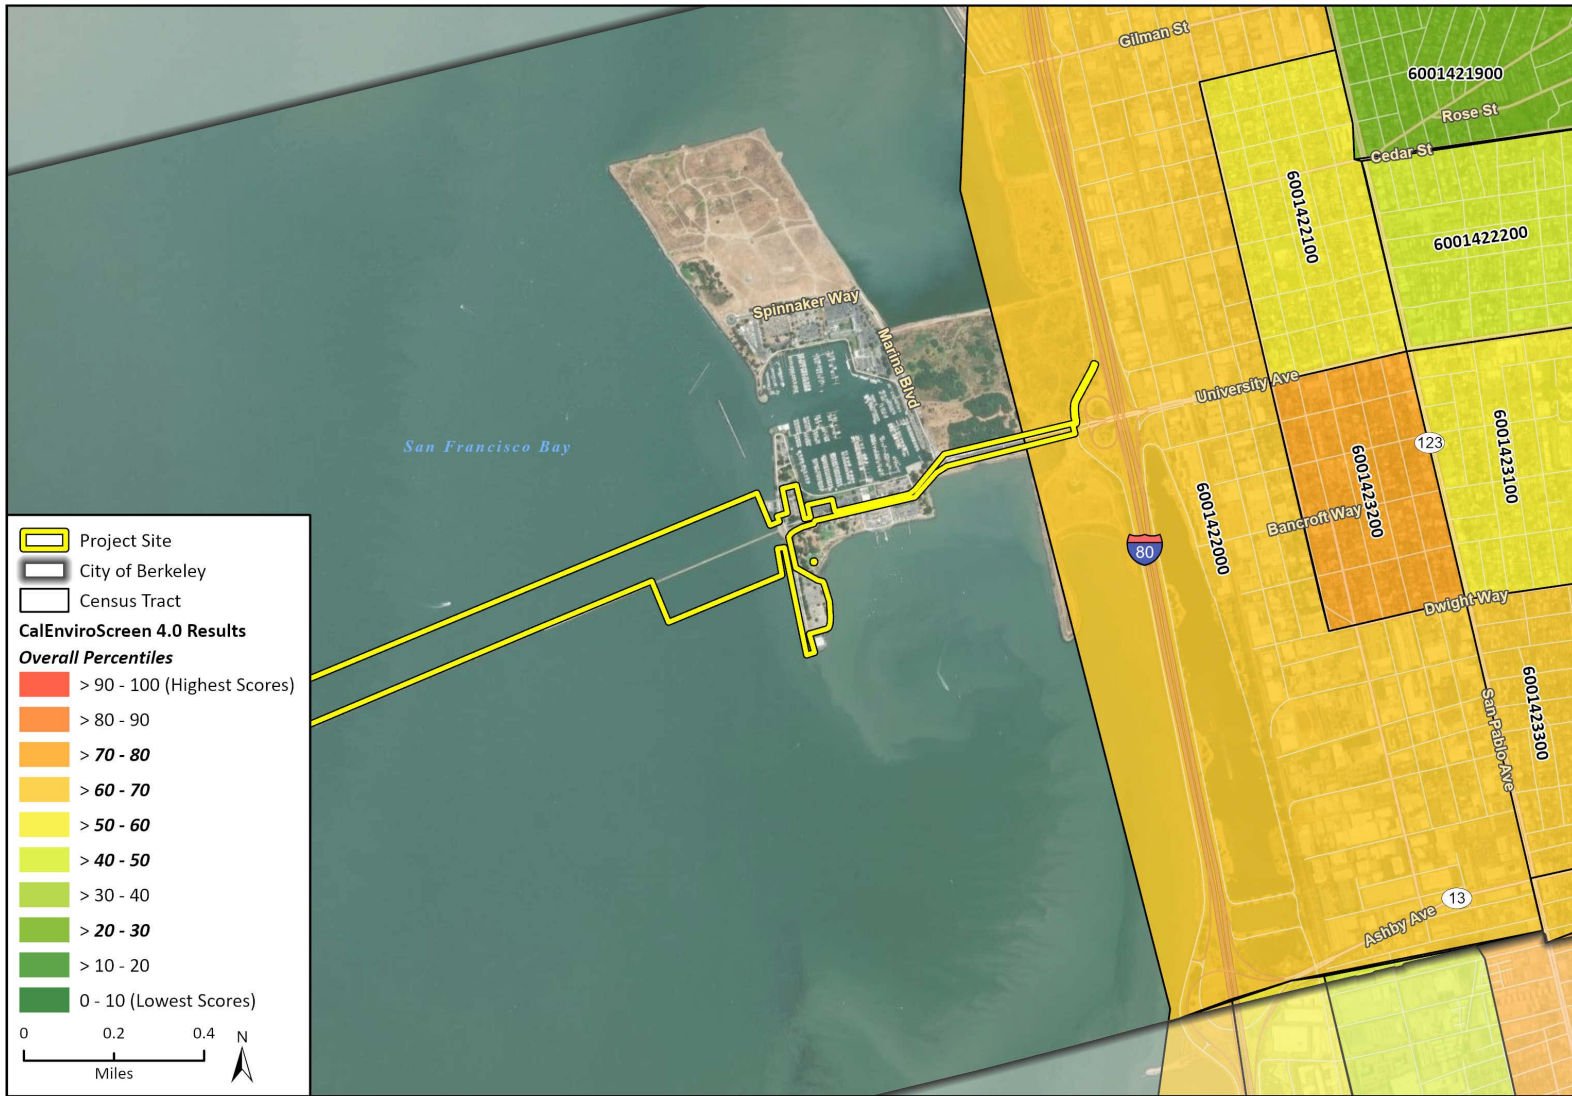 Gilman St
6001421900
Rose St
Cedar St
6001422100
6001422200
Spinnaker Way
Marina Blvd
University Ave
San Francisco Bay
123
6001423100
6001423200
Bancroft Way
6001422000
80
Dwight Way
San Pablo Ave
6001423300
13
Ashby Ave
Project Site
City of Berkeley
Census Tract
CalEnviroScreen 4.0 Results
Overall Percentiles
> 90 - 100 (Highest Scores)
> 80 - 90
> 70 - 80
> 60 - 70
> 50 - 60
> 40 - 50
> 30 - 40
> 20 - 30
> 10 - 20
0 - 10 (Lowest Scores)
0 0.2 0.4
Miles
N